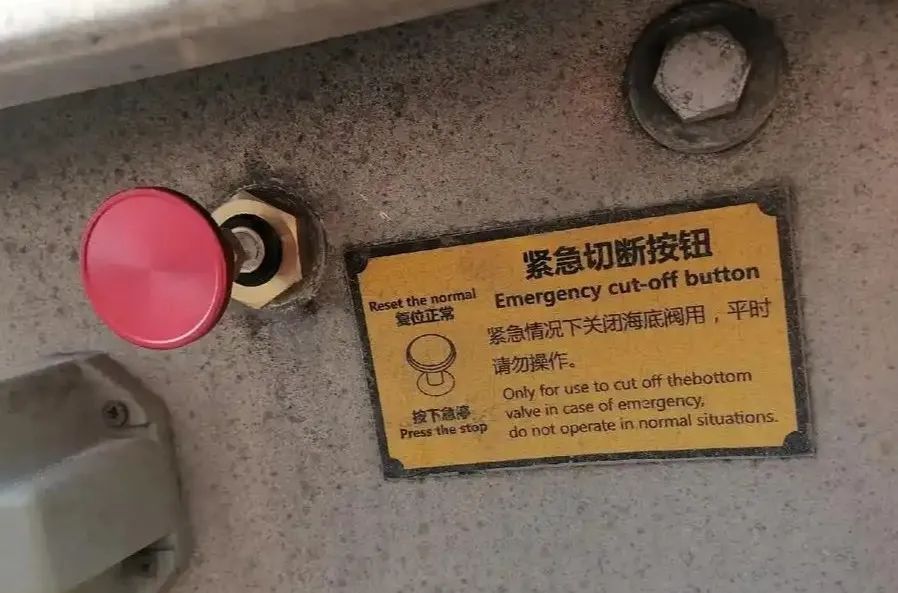 紧急切断按钮
Emergency cut-off button
Reset the normal
复位正常
按下急停
Press the stop
紧急情况下关闭海底阀用，平时
请勿操作。
Only for use to cut off thebottom
valve in case of emergency,
do not operate in normal situations.